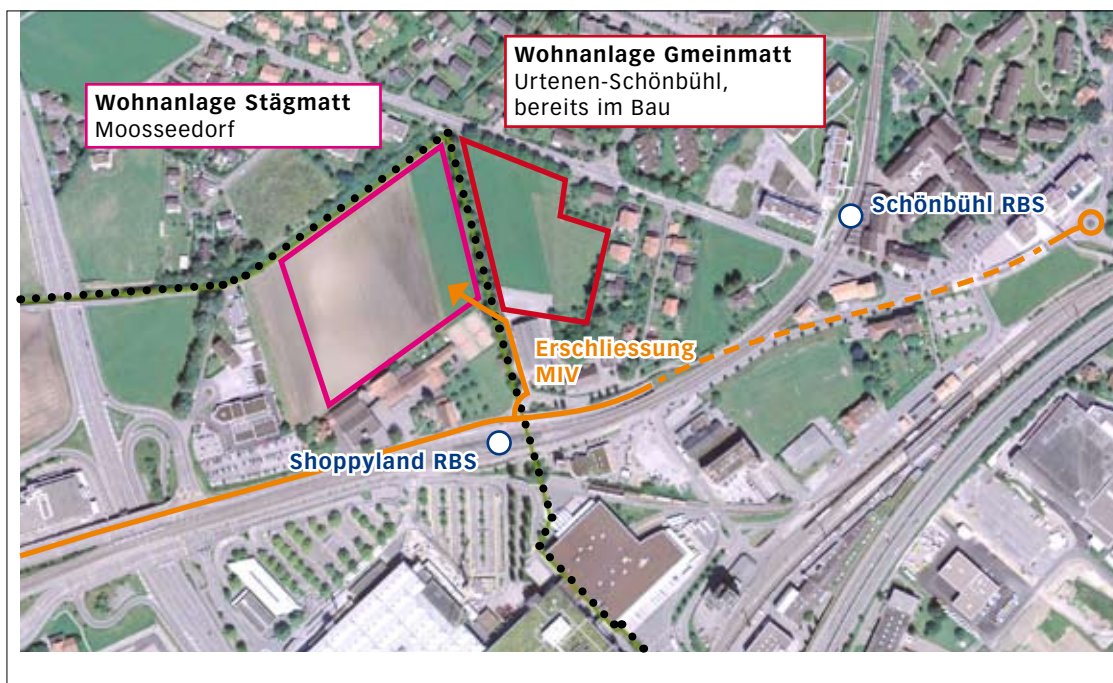 Wohnanlage Gmeinmatt
Urtenen-Schönbühl,
bereits im Bau
Wohnanlage Stägmatt
Moosseedorf
Schönbühl RBS
Erschliessung
MIV
Shoppyland RBS